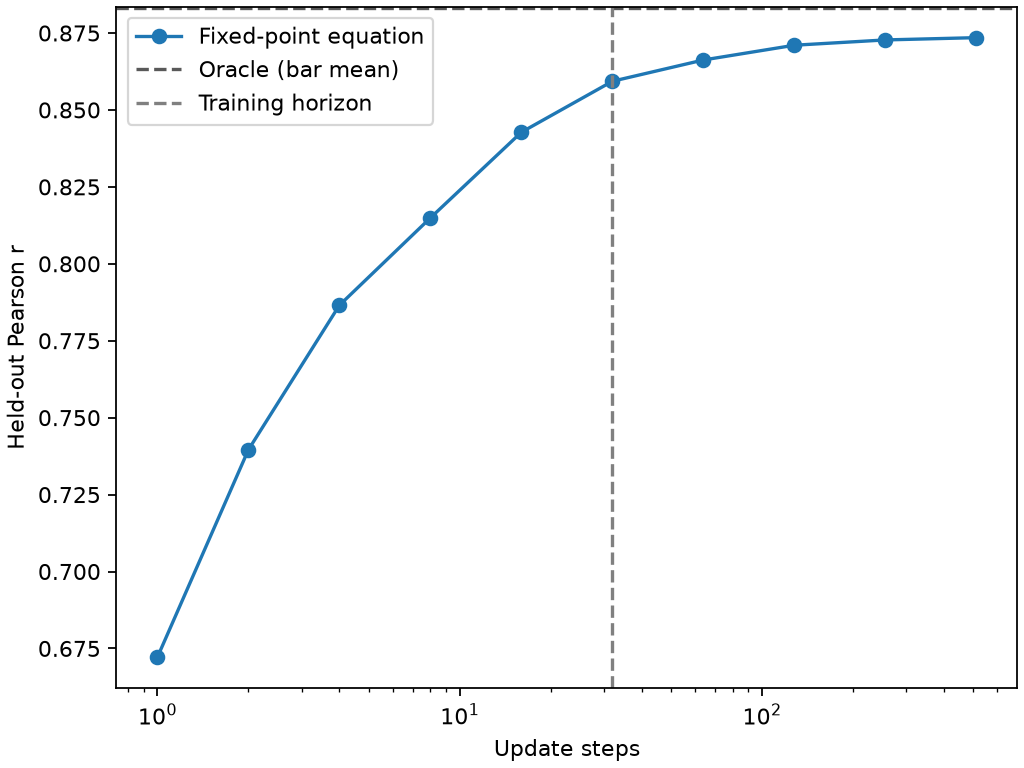 Fixed-point equation
Oracle (bar mean)
Training horizon
0.875
0.850
0.825
0.800
0.775
0.750
0.725
0.700
0.675
Held-out Pearson r
10⁰
10¹
10²
Update steps